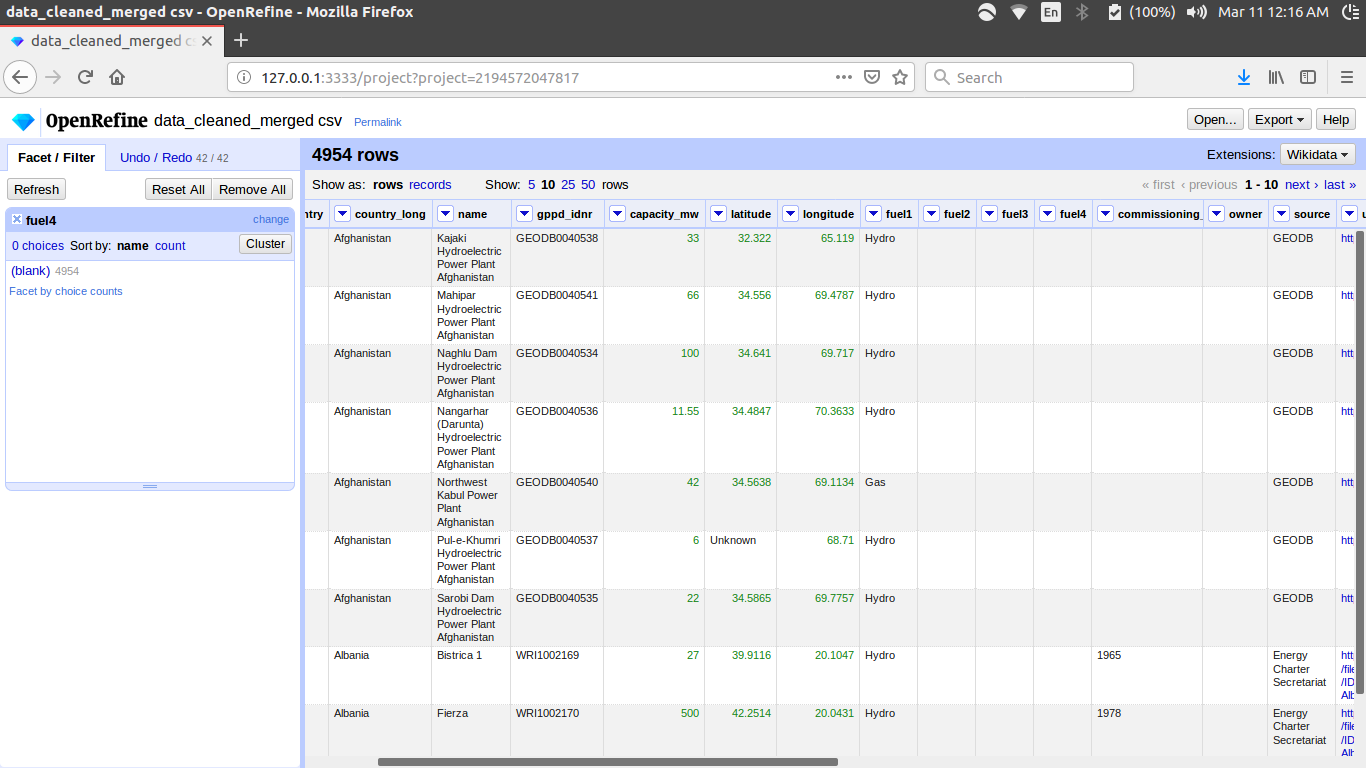 data_cleaned_merged csv - OpenRefine - Mozilla Firefox
En (100%) Mar 11 12:16 AM
data_cleaned_merged cs
127.0.0.1:3333/project?project=2194572047817
Search
OpenRefine data_cleaned_merged csv Permalink
Open... Export Help
Facet / Filter Undo / Redo 42 / 42
4954 rows
Extensions: Wikidata
Refresh Reset All Remove All
Show as: rows records Show: 5 10 25 50 rows
« first ‹ previous 1 - 10 next › last »
fuel4 change
0 choices Sort by: name count Cluster
(blank) 4954
Facet by choice counts
ntry country_long name gppd_idnr capacity_mw latitude longitude fuel1 fuel2 fuel3 fuel4 commissioning_ owner source u
Afghanistan Kajaki GEODB0040538 33 32.322 65.119 Hydro GEODB htt
Hydroelectric
Power Plant
Afghanistan
Afghanistan Mahipar GEODB0040541 66 34.556 69.4787 Hydro GEODB htt
Hydroelectric
Power Plant
Afghanistan
Afghanistan Naghlu Dam GEODB0040534 100 34.641 69.717 Hydro GEODB htt
Hydroelectric
Power Plant
Afghanistan
Afghanistan Nangarhar GEODB0040536 11.55 34.4847 70.3633 Hydro GEODB htt
(Darunta)
Hydroelectric
Power Plant
Afghanistan
Afghanistan Northwest GEODB0040540 42 34.5638 69.1134 Gas GEODB htt
Kabul Power
Plant
Afghanistan
Afghanistan Pul-e-Khumri GEODB0040537 6 Unknown 68.71 Hydro GEODB htt
Hydroelectric
Power Plant
Afghanistan
Afghanistan Sarobi Dam GEODB0040535 22 34.5865 69.7757 Hydro GEODB htt
Hydroelectric
Power Plant
Afghanistan
Albania Bistrica 1 WRI1002169 27 39.9116 20.1047 Hydro 1965 Energy htt
Charter /file
Secretariat /ID
Alb
Albania Fierza WRI1002170 500 42.2514 20.0431 Hydro 1978 Energy htt
Charter /file
Secretariat /ID
Alb